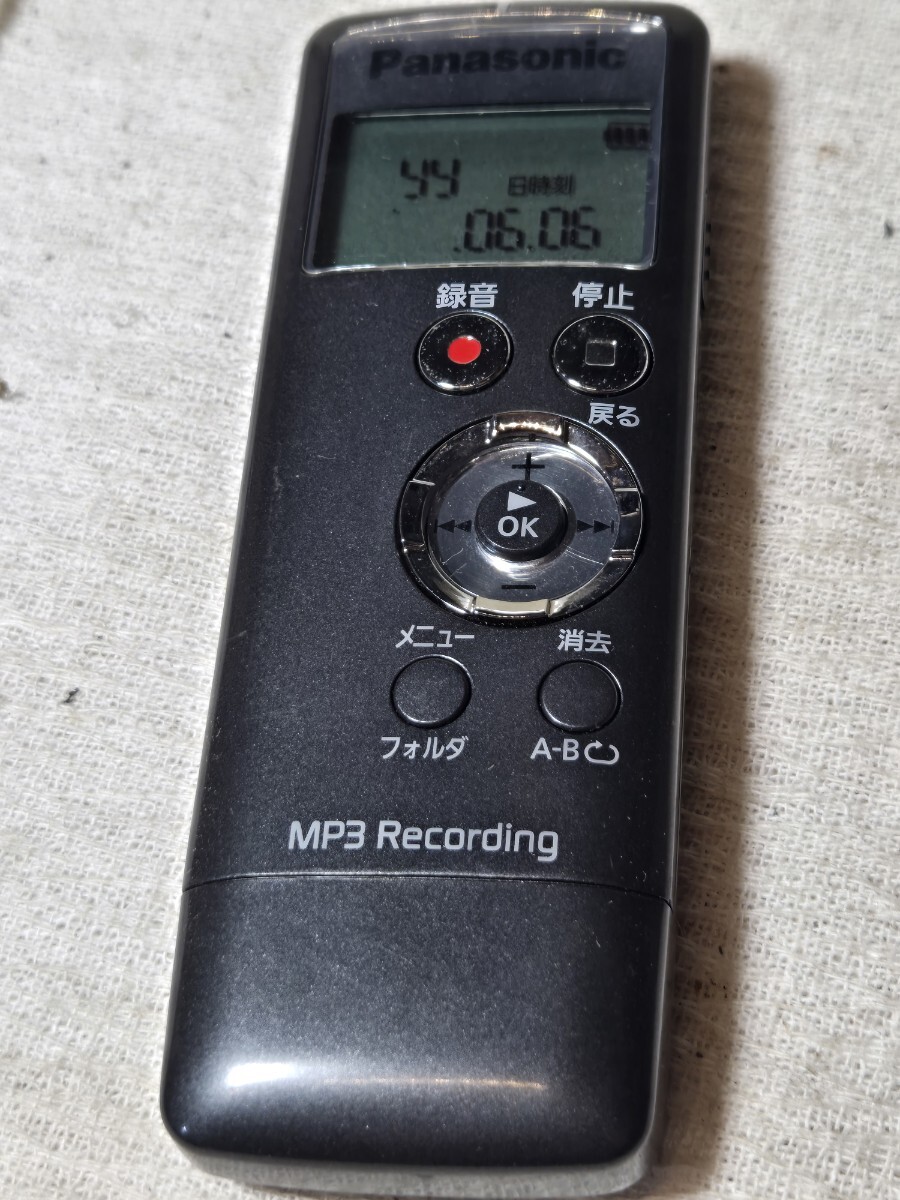 Panasonic
yy 日時刻
.06.06
録音 停止
戻る
OK
メニュー 消去
フォルダ A-B
MP3 Recording